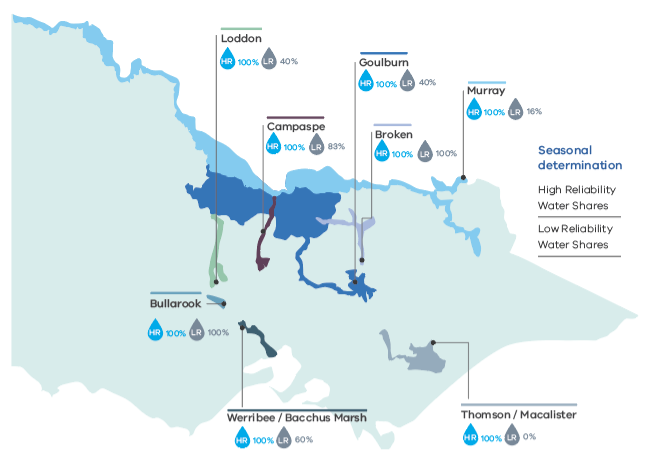 Loddon
HR 100% LR 40%
Goulburn
HR 100% LR 40%
Murray
HR 100% LR 16%
Campaspe
HR 100% LR 83%
Broken
HR 100% LR 100%
Seasonal
determination
High Reliability
Water Shares
Low Reliability
Water Shares
Bullarook
HR 100% LR 100%
Werribee / Bacchus Marsh
HR 100% LR 60%
Thomson / Macalister
HR 100% LR 0%